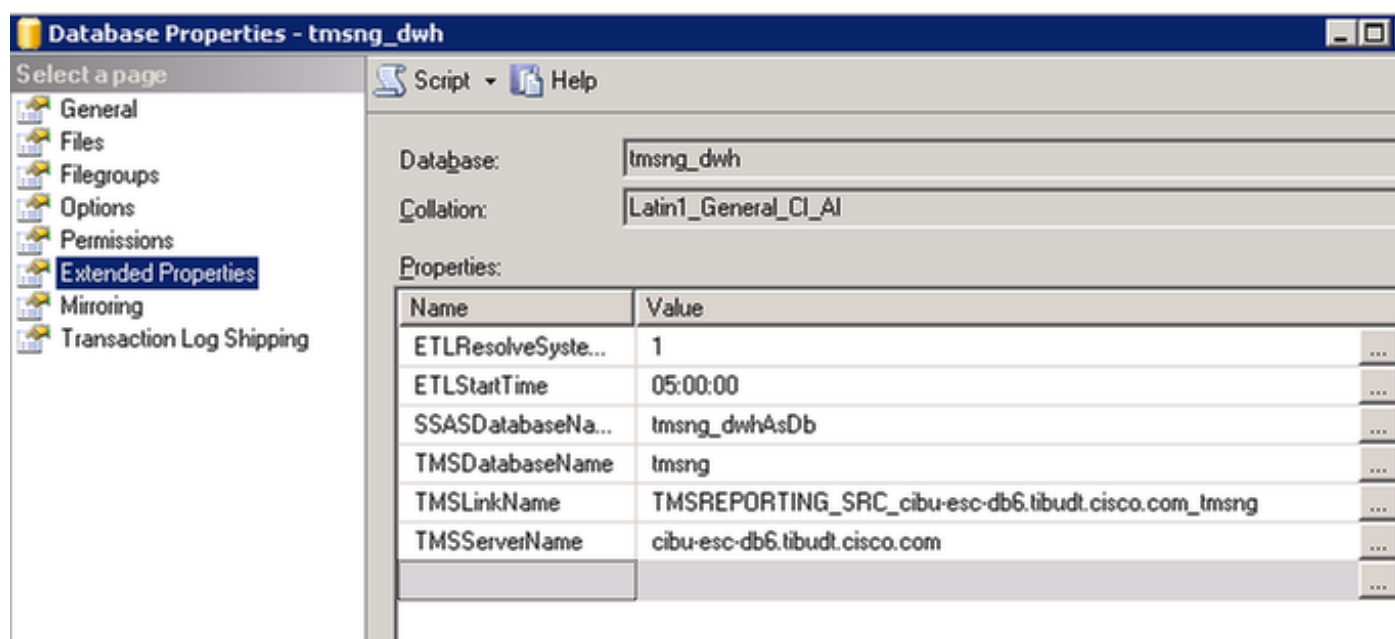 Database Properties - tmsng_dwh
Select a page
General
Files
Filegroups
Options
Permissions
Extended Properties
Mirroring
Transaction Log Shipping
Script Help
Database: tmsng_dwh
Collation: Latin1_General_CI_AI
Properties:
Name Value
ETLResolveSyste... 1 ...
ETLStartTime 05:00:00 ...
SSASDatabaseNa... tmsng_dwhAsDb ...
TMSDatabaseName tmsng ...
TMSLinkName TMSREPORTING_SRC_cibu-esc-db6.tibudt.cisco.com_tmsng ...
TMSServerName cibu-esc-db6.tibudt.cisco.com ...
...